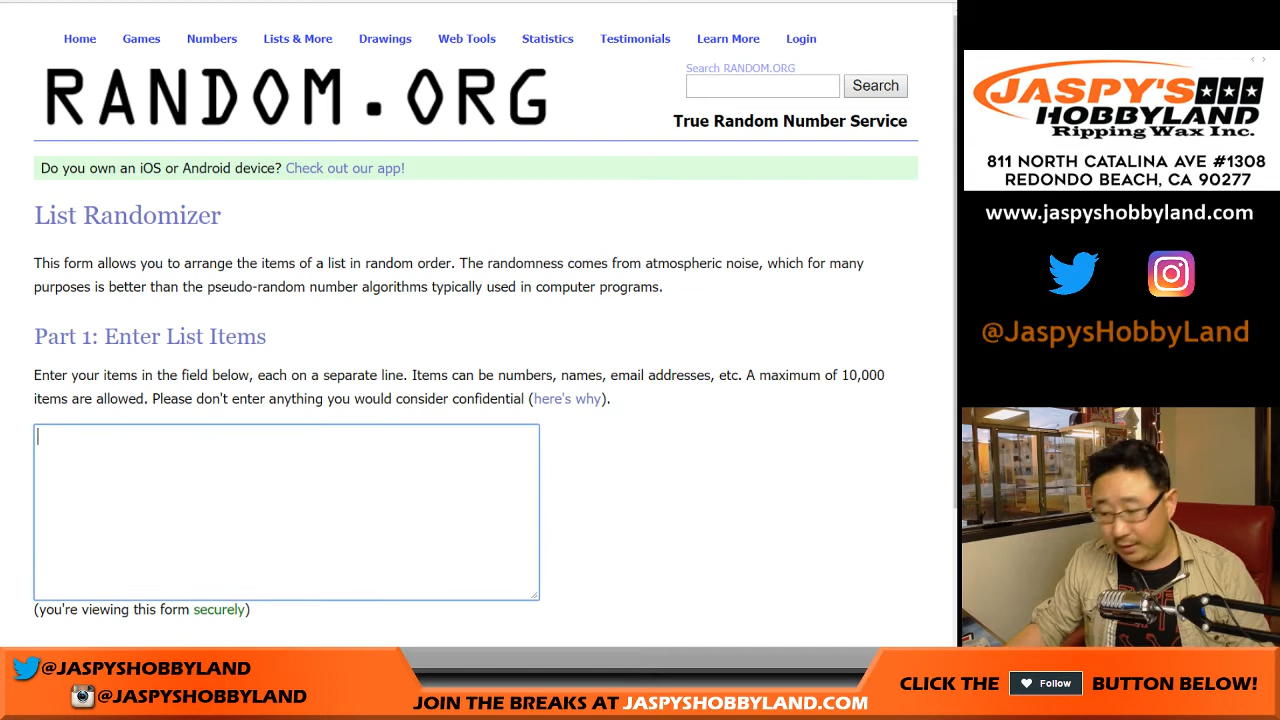 Home Games Numbers Lists & More Drawings Web Tools Statistics Testimonials Learn More Login
RANDOM.ORG
Search RANDOM.ORG
Search
True Random Number Service
Do you own an iOS or Android device? Check out our app!
List Randomizer
This form allows you to arrange the items of a list in random order. The randomness comes from atmospheric noise, which for many
purposes is better than the pseudo-random number algorithms typically used in computer programs.
Part 1: Enter List Items
Enter your items in the field below, each on a separate line. Items can be numbers, names, email addresses, etc. A maximum of 10,000
items are allowed. Please don't enter anything you would consider confidential (here's why).
(you're viewing this form securely)
JASPY'S
HOBBYLAND
Ripping Wax Inc.
811 NORTH CATALINA AVE #1308
REDONDO BEACH, CA 90277
www.jaspyshobbyland.com
@JaspysHobbyLand
@JASPYSHOBBYLAND
@JASPYSHOBBYLAND
JOIN THE BREAKS AT JASPYSHOBBYLAND.COM
CLICK THE Follow BUTTON BELOW!